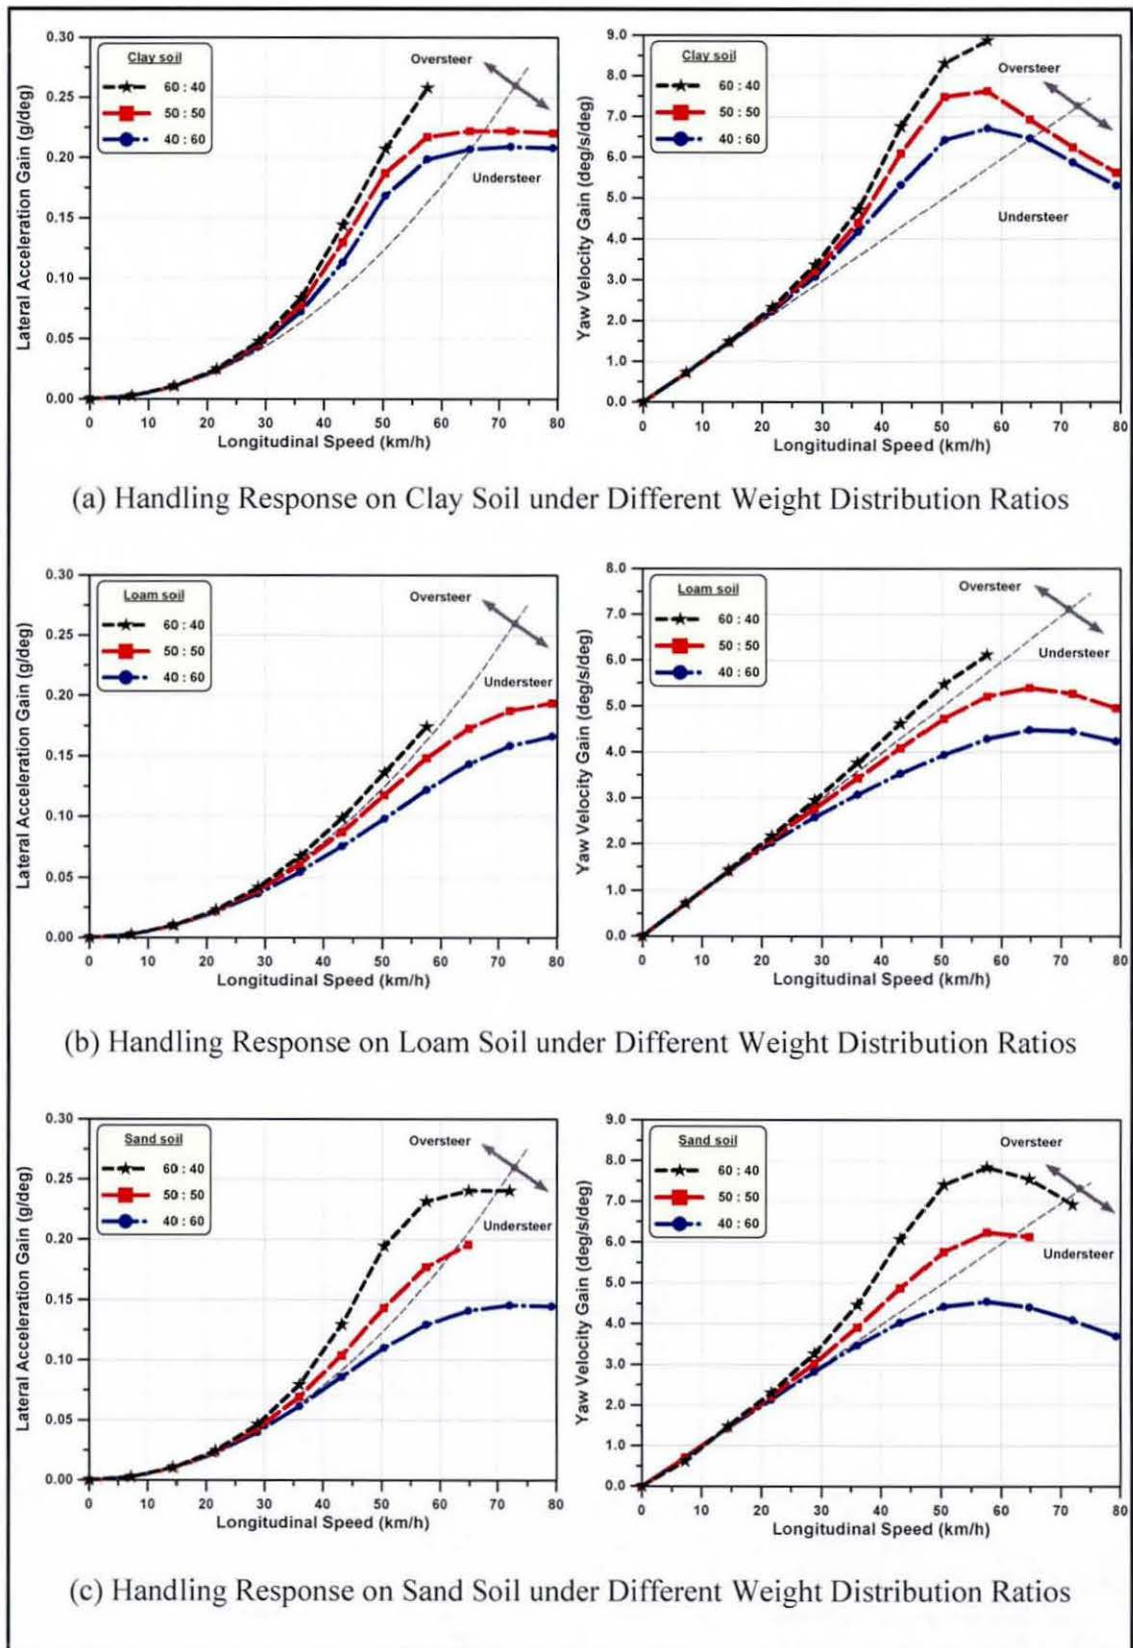 0.30
0.25
0.20
0.15
0.10
0.05
0.00
Lateral Acceleration Gain (g/deg)
Clay soil
60 : 40
50 : 50
40 : 60
Oversteer
Understeer
0 10 20 30 40 50 60 70 80
Longitudinal Speed (km/h)
9.0
8.0
7.0
6.0
5.0
4.0
3.0
2.0
1.0
0.0
Yaw Velocity Gain (deg/s/deg)
Clay soil
60 : 40
50 : 50
40 : 60
Oversteer
Understeer
0 10 20 30 40 50 60 70 80
Longitudinal Speed (km/h)
(a) Handling Response on Clay Soil under Different Weight Distribution Ratios
0.30
0.25
0.20
0.15
0.10
0.05
0.00
Lateral Acceleration Gain (g/deg)
Loam soil
60 : 40
50 : 50
40 : 60
Oversteer
Understeer
0 10 20 30 40 50 60 70 80
Longitudinal Speed (km/h)
8.0
7.0
6.0
5.0
4.0
3.0
2.0
1.0
0.0
Yaw Velocity Gain (deg/s/deg)
Loam soil
60 : 40
50 : 50
40 : 60
Oversteer
Understeer
0 10 20 30 40 50 60 70 80
Longitudinal Speed (km/h)
(b) Handling Response on Loam Soil under Different Weight Distribution Ratios
0.30
0.25
0.20
0.15
0.10
0.05
0.00
Lateral Acceleration Gain (g/deg)
Sand soil
60 : 40
50 : 50
40 : 60
Oversteer
Understeer
0 10 20 30 40 50 60 70 80
Longitudinal Speed (km/h)
9.0
8.0
7.0
6.0
5.0
4.0
3.0
2.0
1.0
0.0
Yaw Velocity Gain (deg/s/deg)
Sand soil
60 : 40
50 : 50
40 : 60
Oversteer
Understeer
0 10 20 30 40 50 60 70 80
Longitudinal Speed (km/h)
(c) Handling Response on Sand Soil under Different Weight Distribution Ratios